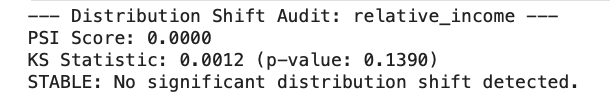 --- Distribution Shift Audit: relative_income ---
PSI Score: 0.0000
KS Statistic: 0.0012 (p-value: 0.1390)
STABLE: No significant distribution shift detected.